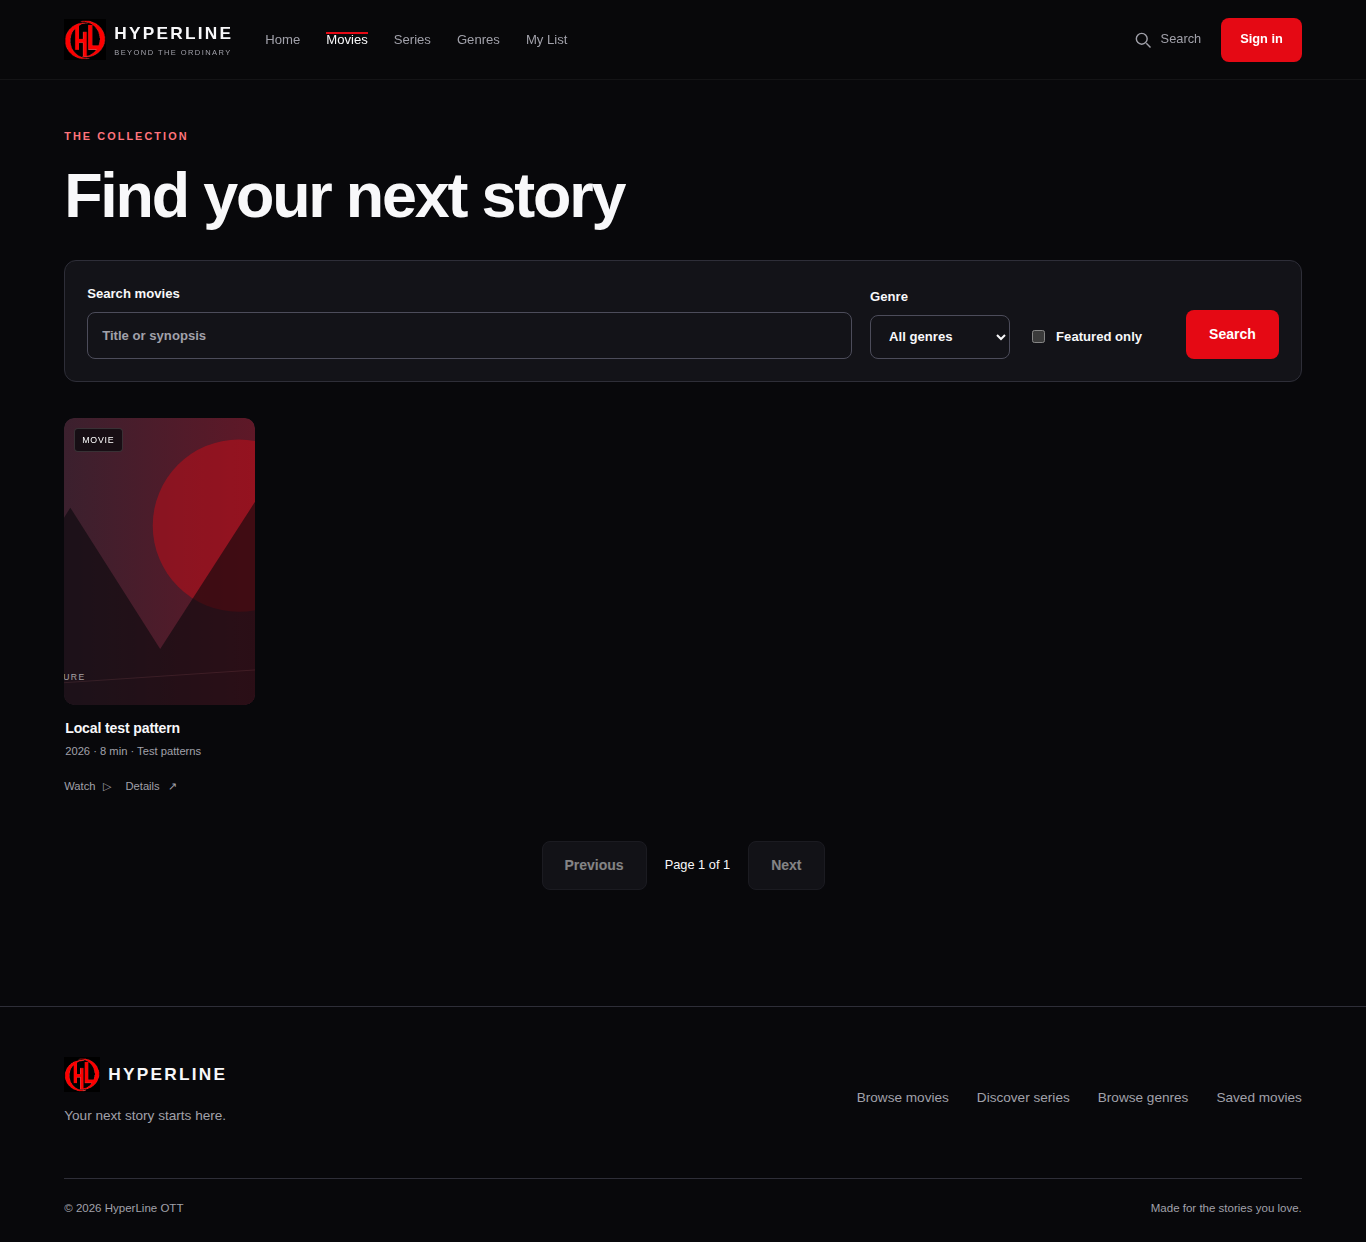 HYPERLINE
BEYOND THE ORDINARY
Home Movies Series Genres My List
Search
Sign in
THE COLLECTION
Find your next story
Search movies
Title or synopsis
Genre
All genres
Featured only
Search
MOVIE
URE
Local test pattern
2026 · 8 min · Test patterns
Watch ▷ Details ↗
Previous
Page 1 of 1
Next
HYPERLINE
Your next story starts here.
Browse movies Discover series Browse genres Saved movies
© 2026 HyperLine OTT
Made for the stories you love.